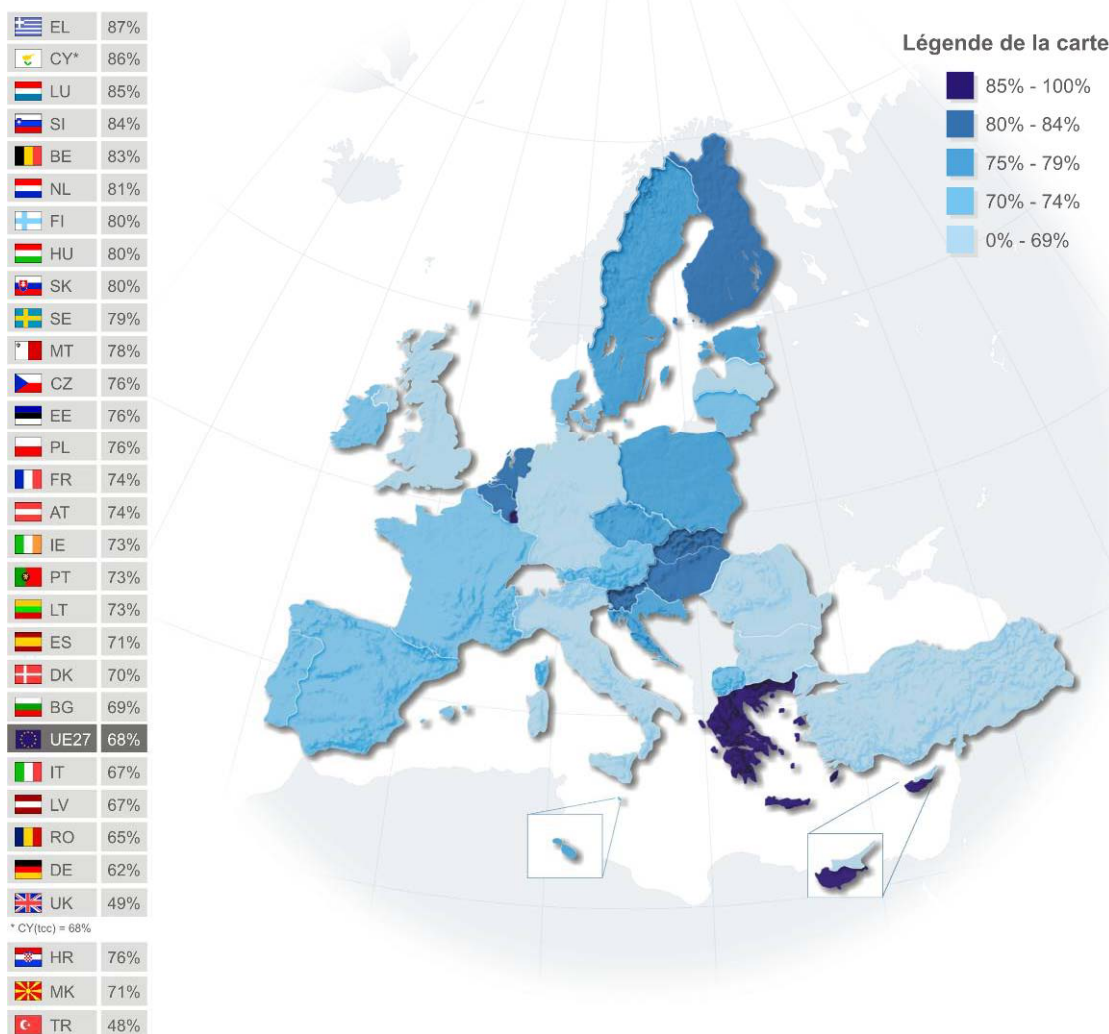 EL 87%
CY* 86%
LU 85%
SI 84%
BE 83%
NL 81%
FI 80%
HU 80%
SK 80%
SE 79%
MT 78%
CZ 76%
EE 76%
PL 76%
FR 74%
AT 74%
IE 73%
PT 73%
LT 73%
ES 71%
DK 70%
BG 69%
UE27 68%
IT 67%
LV 67%
RO 65%
DE 62%
UK 49%
* CY(tcc) = 68%
HR 76%
MK 71%
TR 48%
Légende de la carte
85% - 100%
80% - 84%
75% - 79%
70% - 74%
0% - 69%